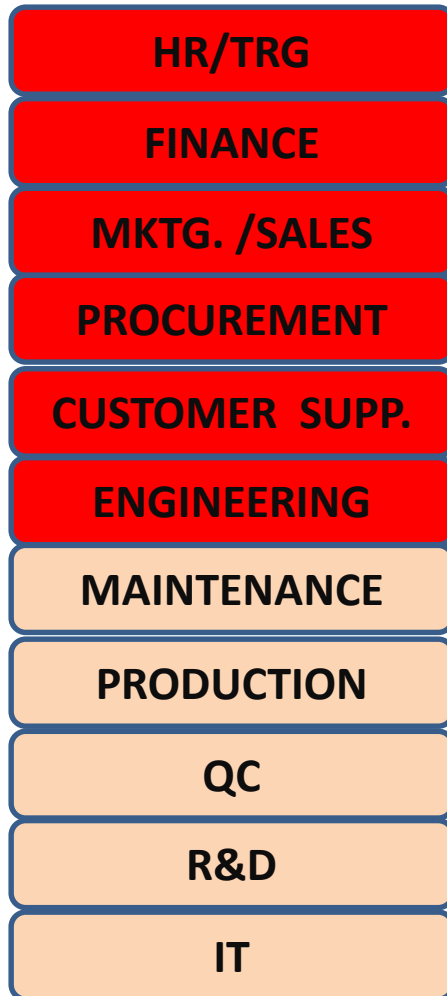 HR/TRG
FINANCE
MKTG. /SALES
PROCUREMENT
CUSTOMER  SUPP.
ENGINEERING
MAINTENANCE
PRODUCTION
QC
R&D
IT